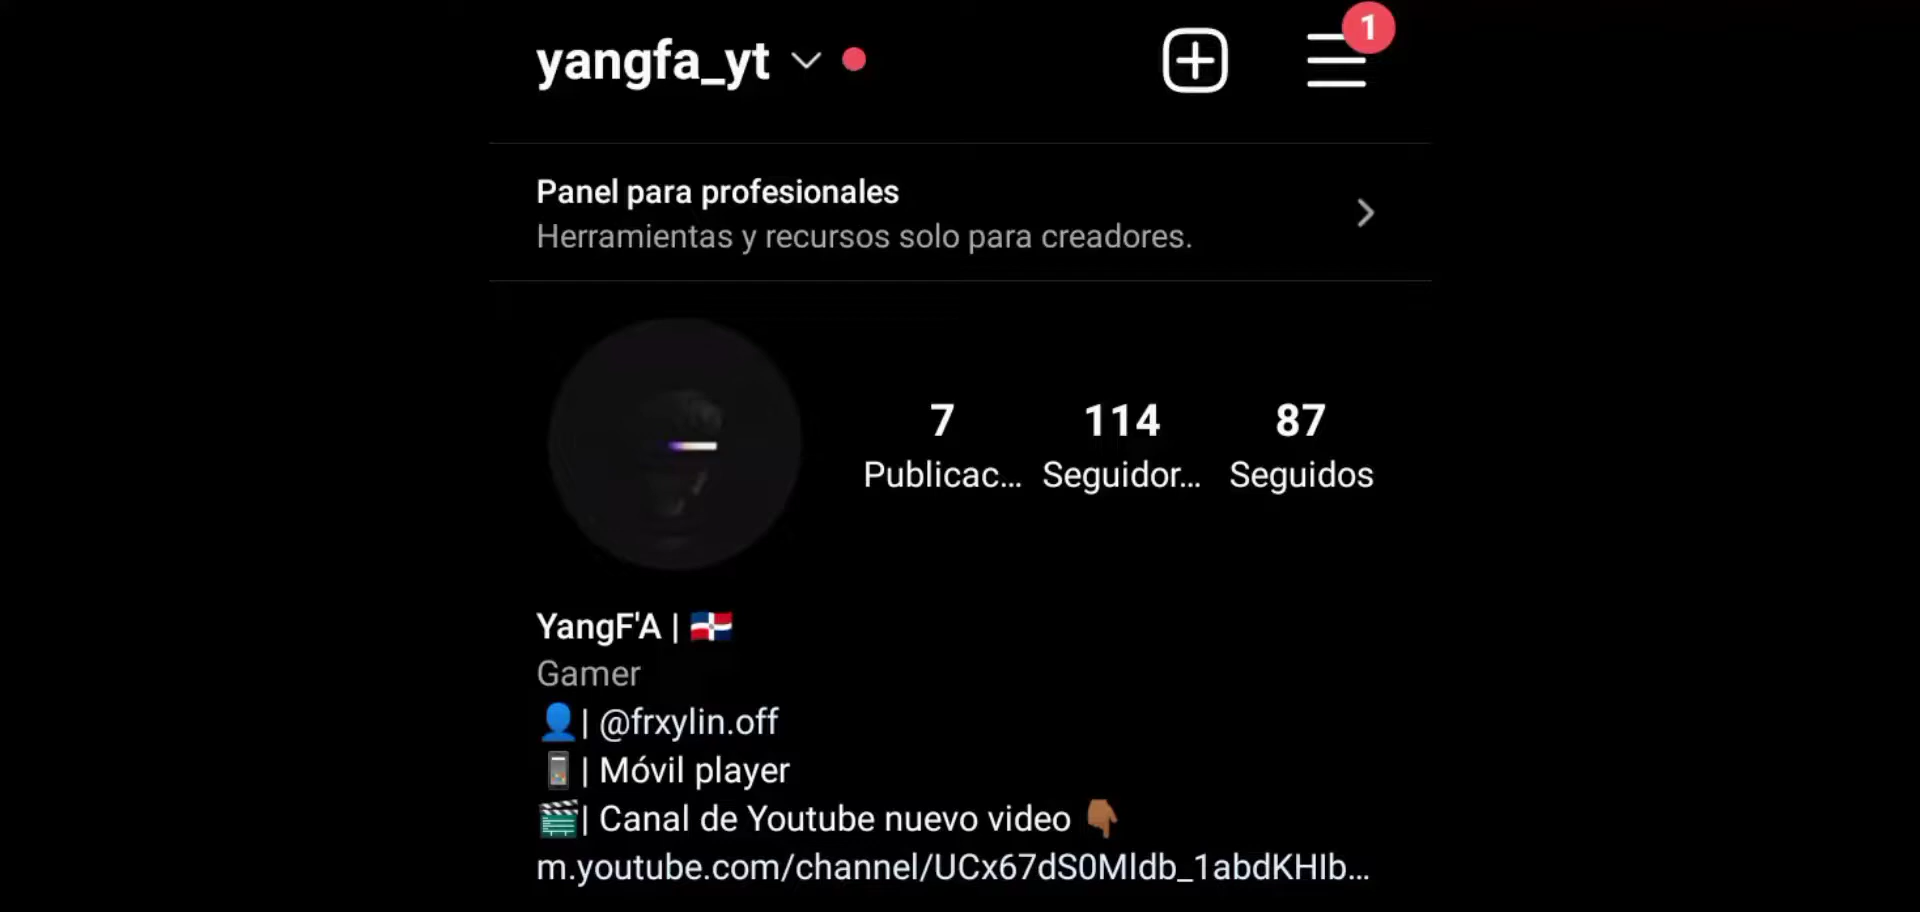 yangfa_yt
1
Panel para profesionales
Herramientas y recursos solo para creadores.
7 114 87
Publicac... Seguidor... Seguidos
YangF'A | 🇩🇴
Gamer
👤| @frxylin.off
📱| Móvil player
🎬| Canal de Youtube nuevo video 👇🏾
m.youtube.com/channel/UCx67dS0Mldb_1abdKHIb...